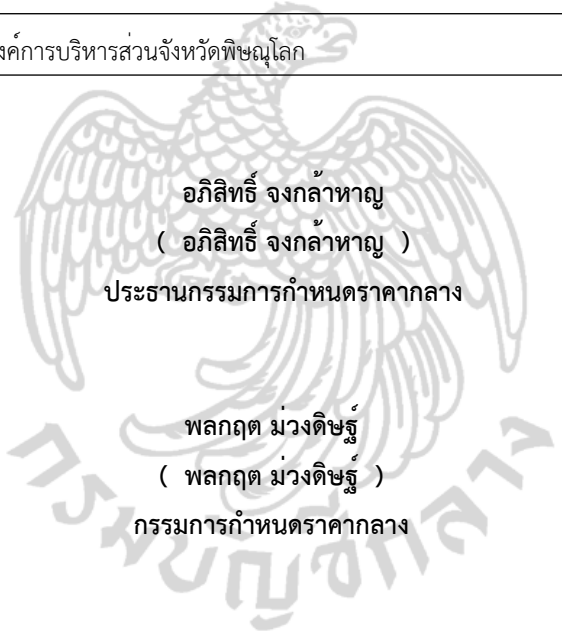 งค์การบริหารส่วนจังหวัดพิษณุโลก
อภิสิทธิ์ จงกล้าหาญ
( อภิสิทธิ์ จงกล้าหาญ )
ประธานกรรมการกำหนดราคากลาง
พลกฤต ม่วงดิษฐ์
( พลกฤต ม่วงดิษฐ์ )
กรรมการกำหนดราคากลาง
กรมบัญชีกลาง